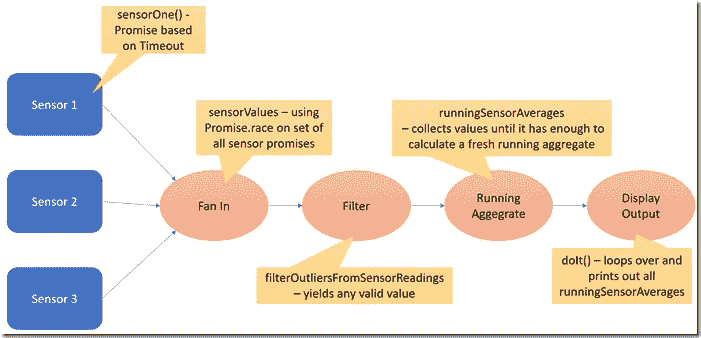 sensorOne() -
Promise based
on Timeout
Sensor 1
sensorValues – using
Promise.race on set of
all sensor promises
runningSensorAverages
– collects values until it has enough to
calculate a fresh running aggregate
Sensor 2
Fan In
Filter
Running
Aggegrate
Display
Output
filterOutliersFromSensorReadings
– yields any valid value
doIt() – loops over and
prints out all
runningSensorAverages
Sensor 3